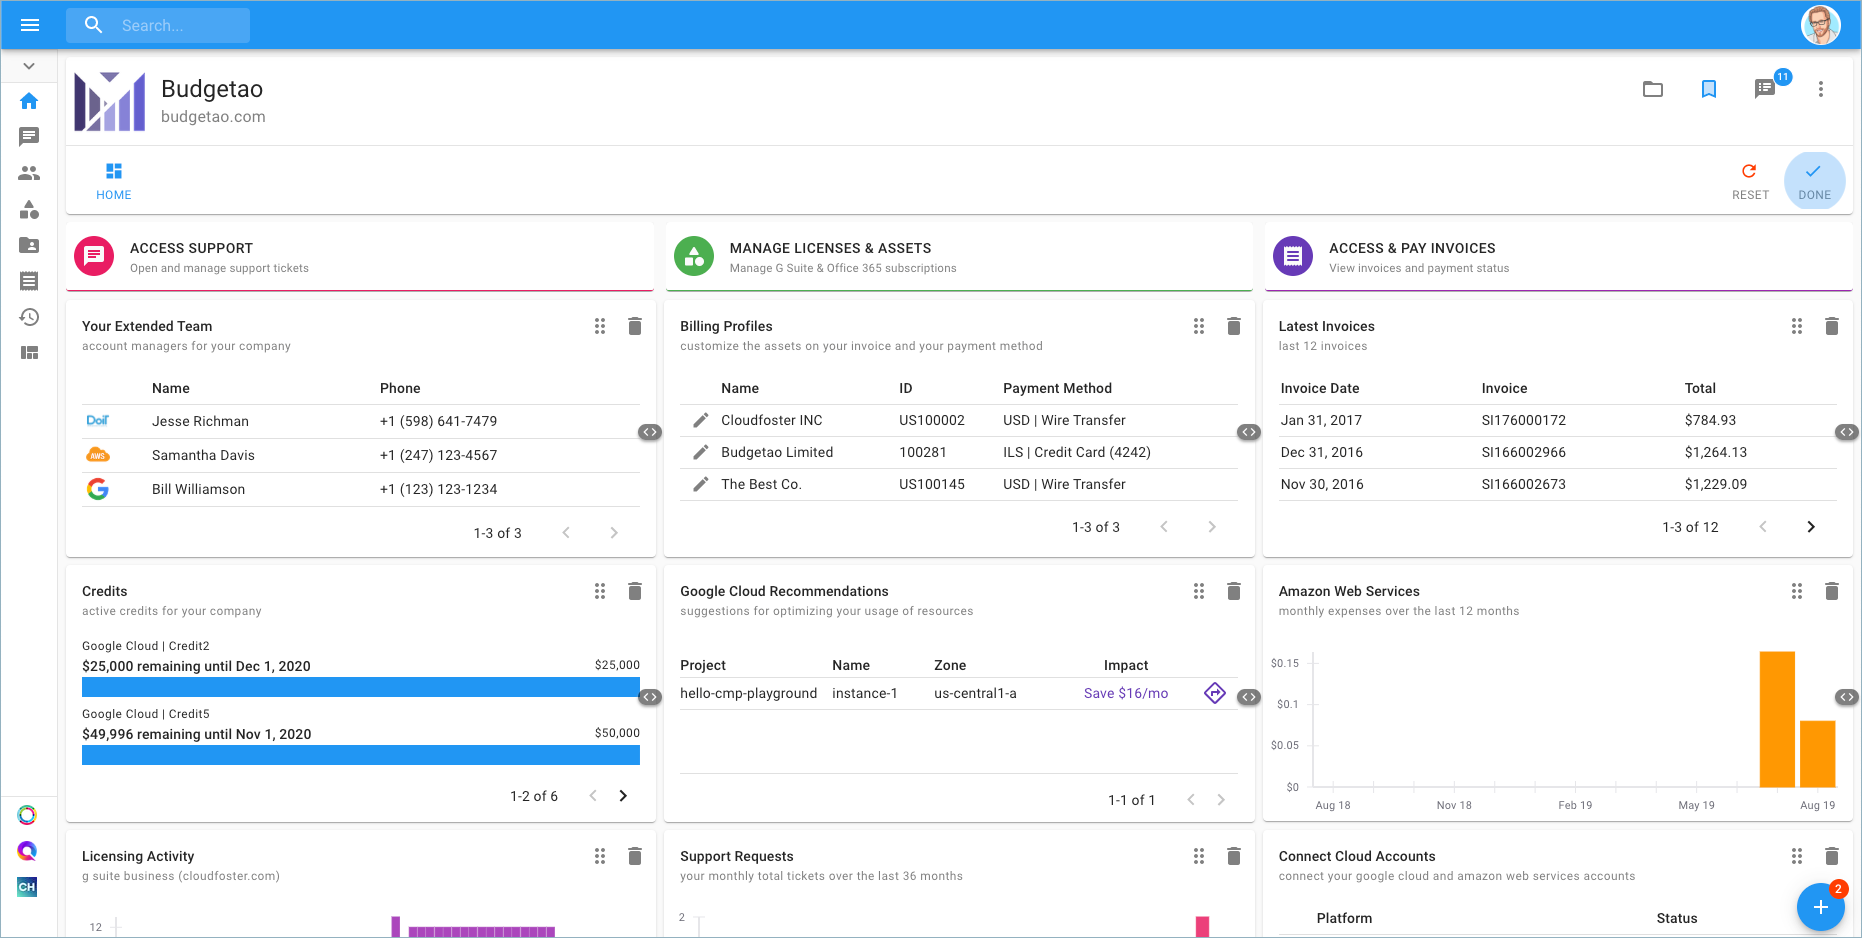 Search...
Budgetao
budgetao.com
11
HOME
RESET
DONE
ACCESS SUPPORT
Open and manage support tickets
MANAGE LICENSES & ASSETS
Manage G Suite & Office 365 subscriptions
ACCESS & PAY INVOICES
View invoices and payment status
Your Extended Team
account managers for your company
Name Phone
DoiT Jesse Richman +1 (598) 641-7479
AWS Samantha Davis +1 (247) 123-4567
Bill Williamson +1 (123) 123-1234
1-3 of 3
Billing Profiles
customize the assets on your invoice and your payment method
Name ID Payment Method
Cloudfoster INC US100002 USD | Wire Transfer
Budgetao Limited 100281 ILS | Credit Card (4242)
The Best Co. US100145 USD | Wire Transfer
1-3 of 3
Latest Invoices
last 12 invoices
Invoice Date Invoice Total
Jan 31, 2017 SI176000172 $784.93
Dec 31, 2016 SI166002966 $1,264.13
Nov 30, 2016 SI166002673 $1,229.09
1-3 of 12
Credits
active credits for your company
Google Cloud | Credit2
$25,000 remaining until Dec 1, 2020 $25,000
Google Cloud | Credit5
$49,996 remaining until Nov 1, 2020 $50,000
1-2 of 6
Google Cloud Recommendations
suggestions for optimizing your usage of resources
Project Name Zone Impact
hello-cmp-playground instance-1 us-central1-a Save $16/mo
1-1 of 1
Amazon Web Services
monthly expenses over the last 12 months
$0.15
$0.1
$0.05
$0
Aug 18 Nov 18 Feb 19 May 19 Aug 19
CH
Licensing Activity
g suite business (cloudfoster.com)
12
Support Requests
your monthly total tickets over the last 36 months
2
Connect Cloud Accounts
connect your google cloud and amazon web services accounts
Platform Status
2